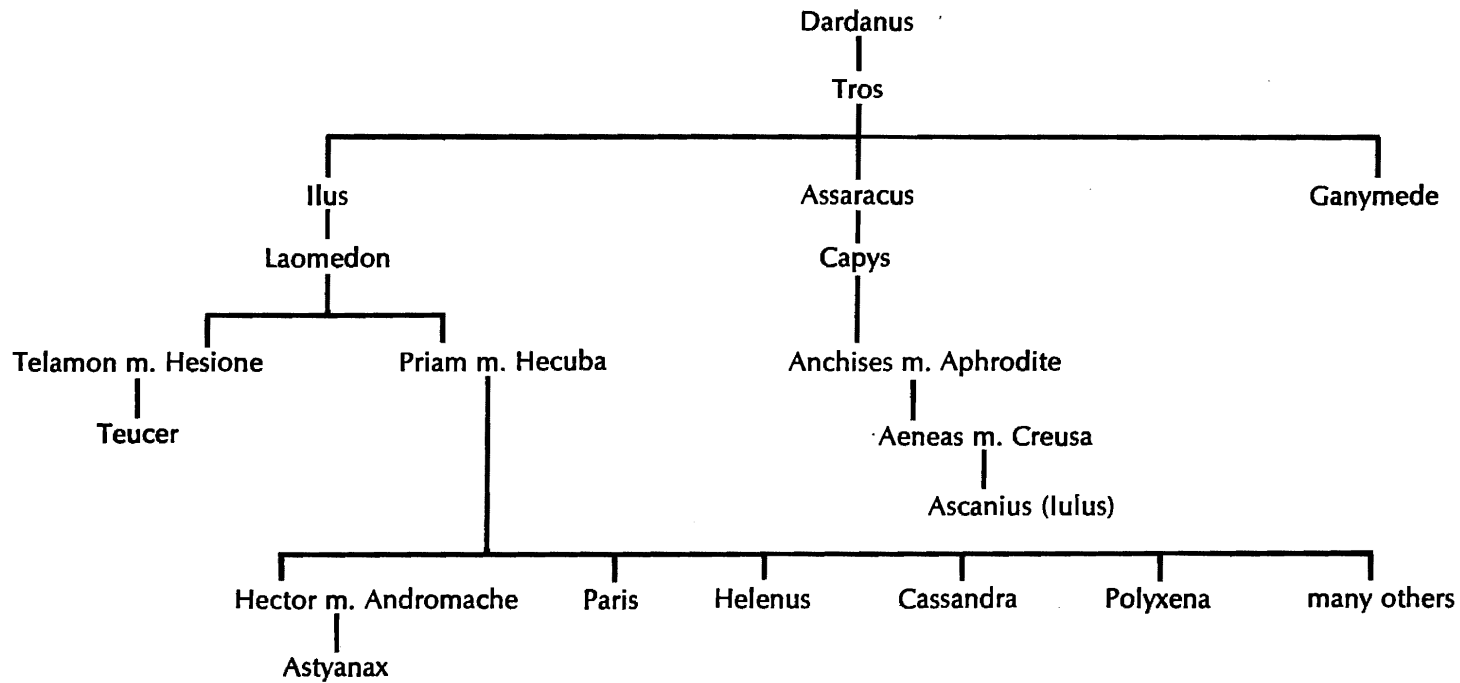 Dardanus
Tros
Ilus Assaracus Ganymede
Laomedon Capys
Telamon m. Hesione Priam m. Hecuba Anchises m. Aphrodite
Teucer Aeneas m. Creusa
Ascanius (Iulus)
Hector m. Andromache Paris Helenus Cassandra Polyxena many others
Astyanax